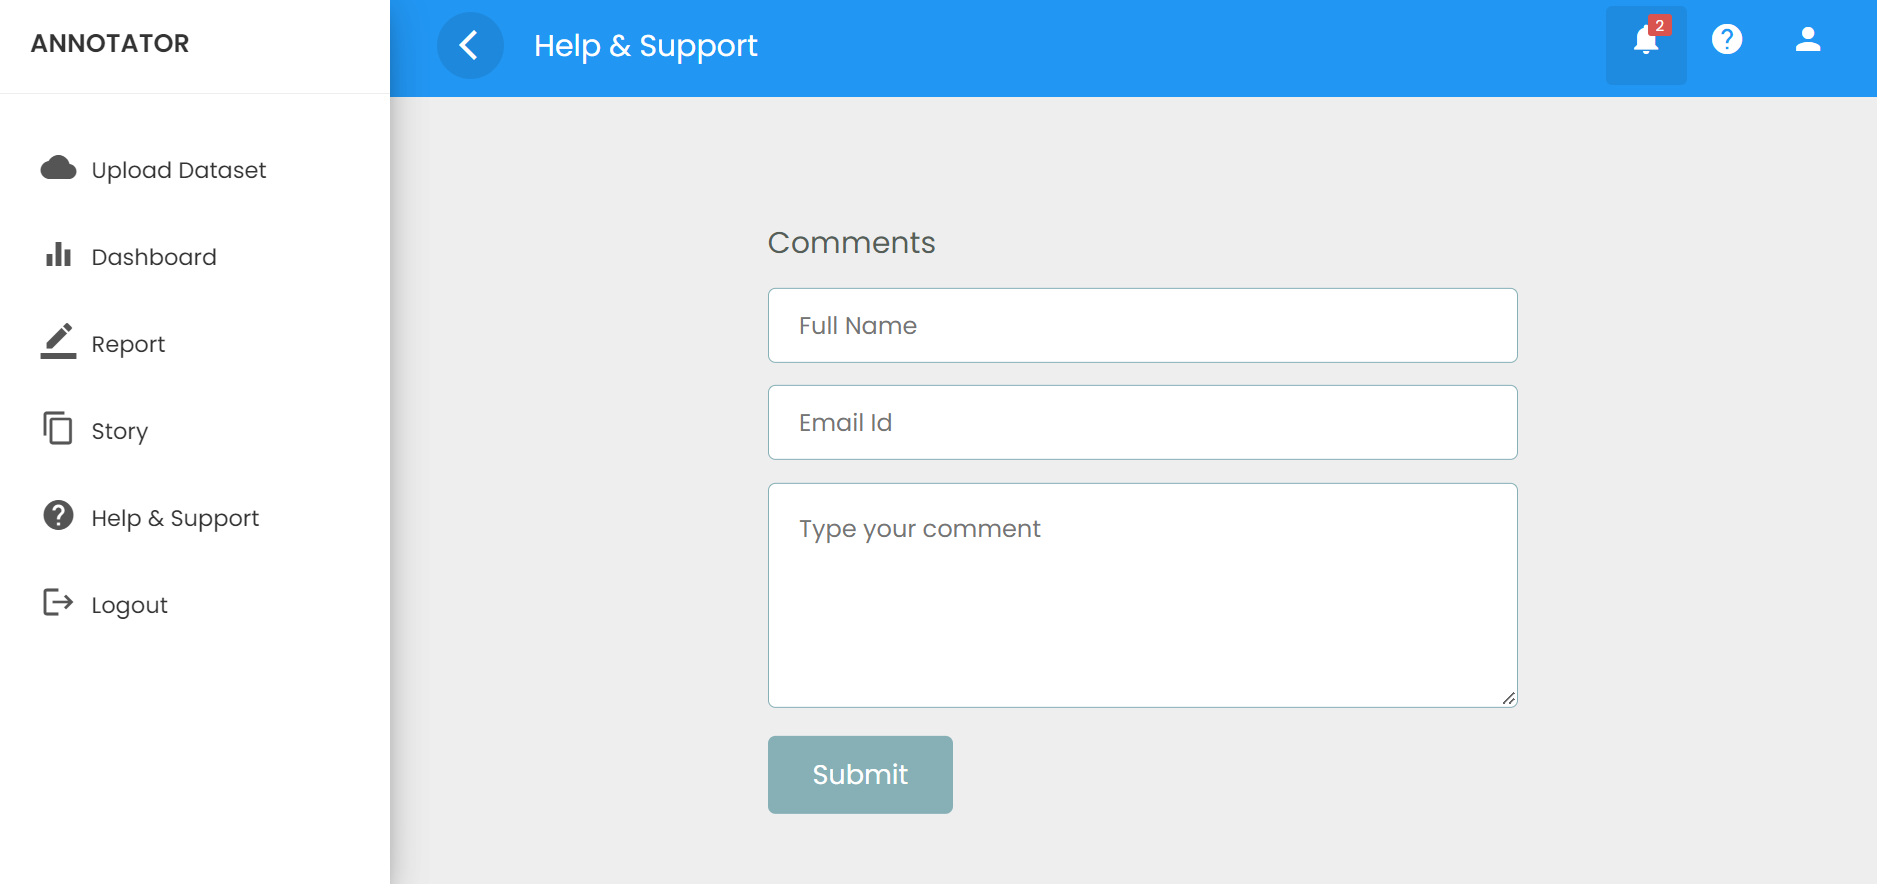 ANNOTATOR
Help & Support
2
Upload Dataset
Dashboard
Report
Story
Help & Support
Logout
Comments
Full Name
Email Id
Type your comment
Submit